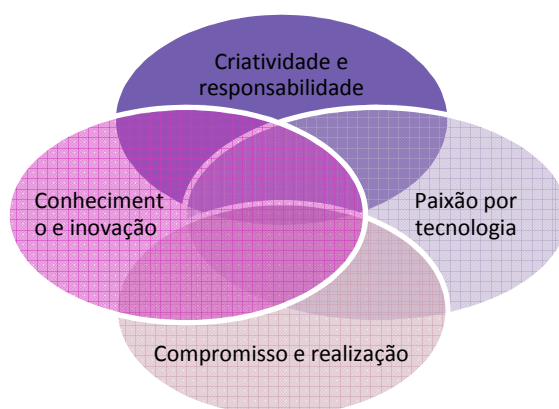 Criatividade e
responsabilidade
Conheciment
o e inovação
Paixão por
tecnologia
Compromisso e realização